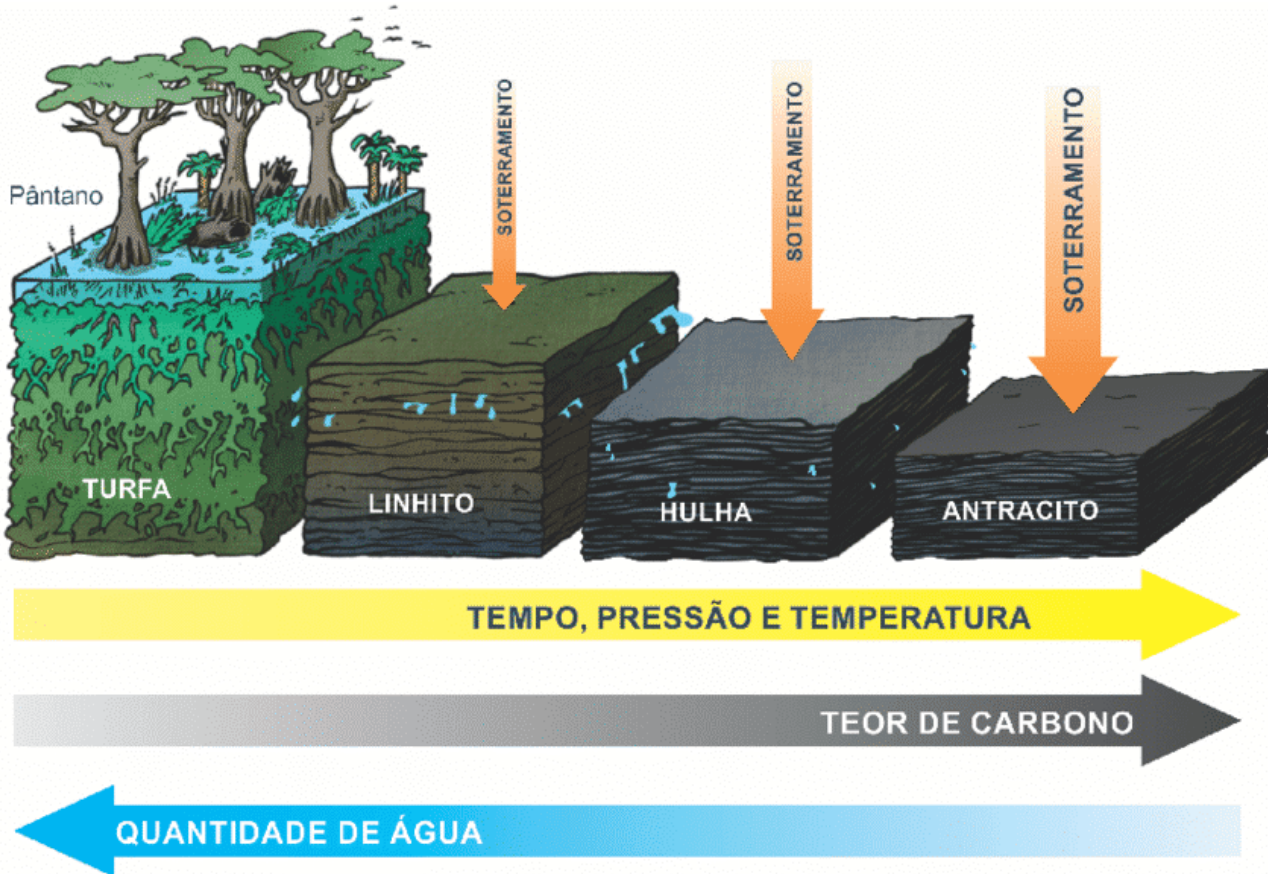 SOTERRAMENTO
SOTERRAMENTO
SOTERRAMENTO
Pântano
TURFA
LINHITO
HULHA
ANTRACITO
TEMPO, PRESSÃO E TEMPERATURA
TEOR DE CARBONO
QUANTIDADE DE ÁGUA